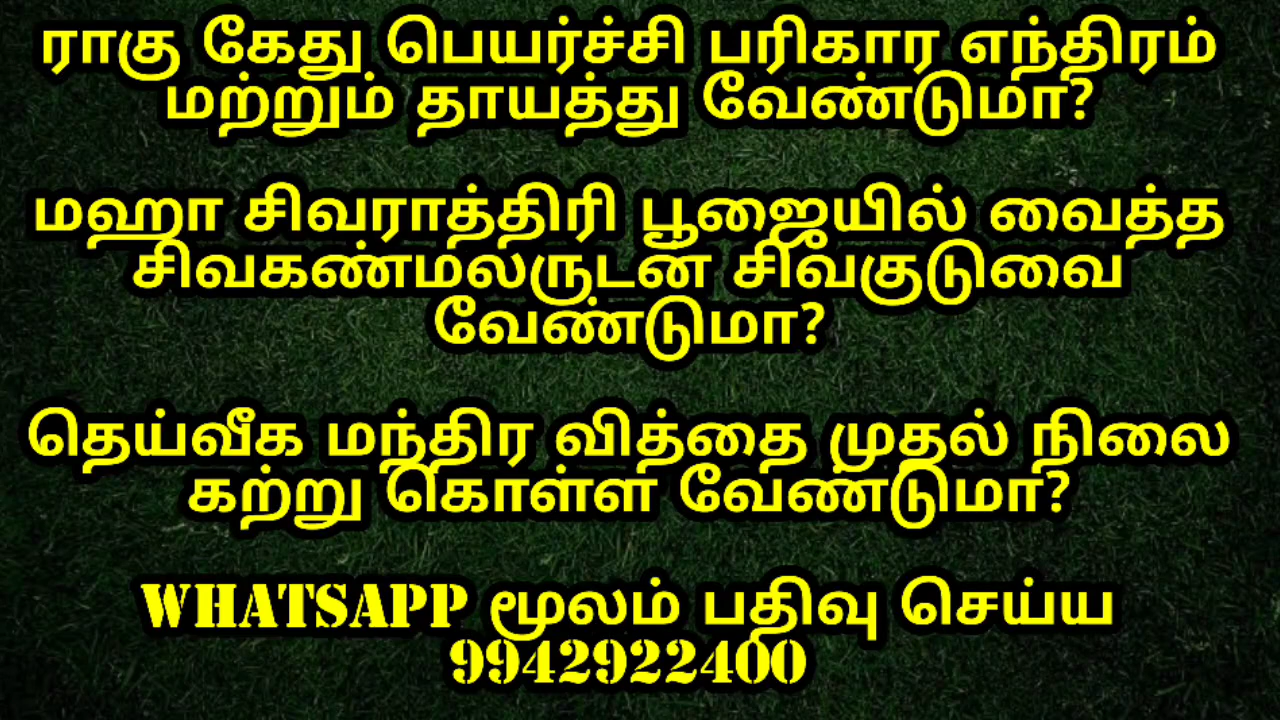 ராகு கேது பெயர்ச்சி பரிகார எந்திரம்
மற்றும் தாயத்து வேண்டுமா?
மஹா சிவராத்திரி பூஜையில் வைத்த
சிவகண்மலருடன் சிவகுடுவை
வேண்டுமா?
தெய்வீக மந்திர வித்தை முதல் நிலை
கற்று கொள்ள வேண்டுமா?
WHATSAPP மூலம் பதிவு செய்ய
9942922400